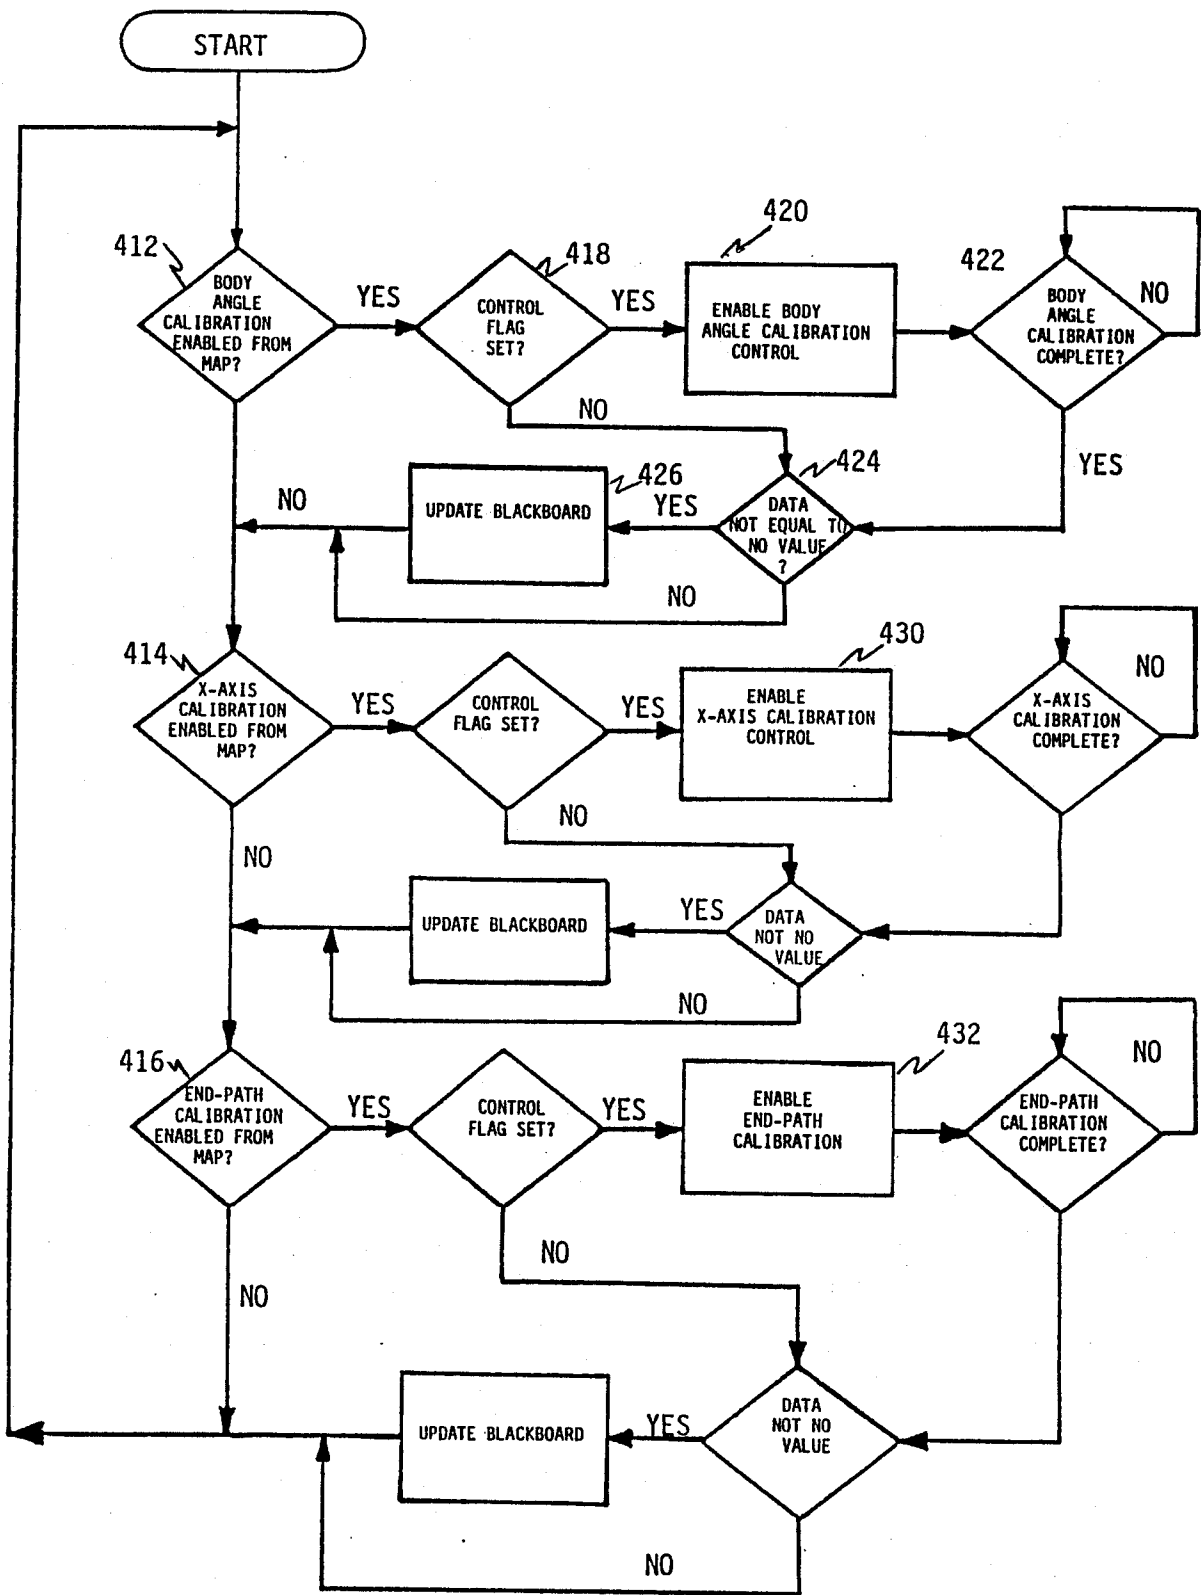 START
412
BODY
ANGLE
CALIBRATION
ENABLED FROM
MAP?
YES
418
CONTROL
FLAG
SET?
YES
420
ENABLE BODY
ANGLE CALIBRATION
CONTROL
422
BODY
ANGLE
CALIBRATION
COMPLETE?
NO
NO
YES
424
DATA
NOT EQUAL TO
NO VALUE
?
YES
426
UPDATE BLACKBOARD
NO
NO
414
X-AXIS
CALIBRATION
ENABLED FROM
MAP?
YES
CONTROL
FLAG SET?
YES
430
ENABLE
X-AXIS CALIBRATION
CONTROL
X-AXIS
CALIBRATION
COMPLETE?
NO
NO
NO
DATA
NOT NO
VALUE
YES
UPDATE BLACKBOARD
NO
416
END-PATH
CALIBRATION
ENABLED FROM
MAP?
YES
CONTROL
FLAG SET?
YES
432
ENABLE
END-PATH
CALIBRATION
END-PATH
CALIBRATION
COMPLETE?
NO
NO
NO
DATA
NOT NO
VALUE
YES
UPDATE BLACKBOARD
NO